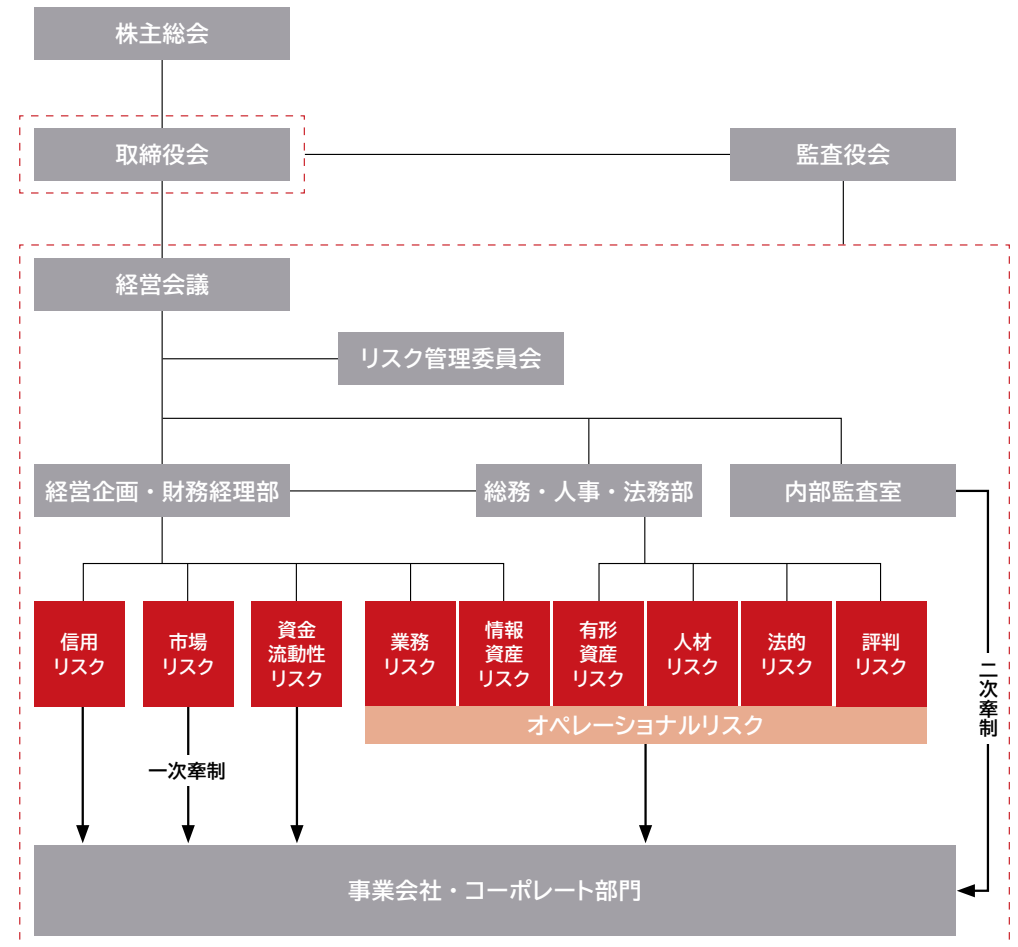 株主総会
取締役会
監査役会
経営会議
リスク管理委員会
経営企画・財務経理部
総務・人事・法務部
内部監査室
信用
リスク
市場
リスク
資金
流動性
リスク
業務
リスク
情報
資産
リスク
有形
資産
リスク
人材
リスク
法的
リスク
評判
リスク
オペレーショナルリスク
一次牽制
二次牽制
事業会社・コーポレート部門